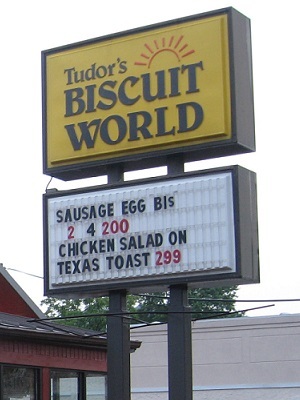 Tudor's
BISCUIT
WORLD
SAUSAGE EGG BIs
2 4 200
CHICKEN SALAD ON
TEXAS TOAST 299